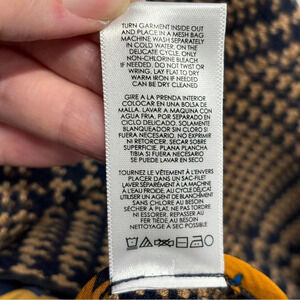 TURN GARMENT INSIDE OUT
AND PLACE IN A MESH BAG
MACHINE WASH SEPARATELY
IN COLD WATER, ON THE
DELICATE CYCLE. ONLY
NON-CHLORINE BLEACH
IF NEEDED. DO NOT TWIST OR
WRING, LAY FLAT TO DRY
WARM IRON IF NEEDED
CAN BE DRY CLEANED
GIRE A LA PRENDA INTERIOR
COLOCAR EN UNA BOLSA DE
MALLA. LAVAR A MAQUINA CON
AGUA FRIA, POR SEPARADO EN
CICLO DELICADO, SOLAMENTE
BLANQUEADOR SIN CLORO SI
FUERA NECESARIO. NO EXPRIMIR
NI RETORCER. SECAR SOBRE
SUPERFICIE PLANA, PLANCHA
TIBIA SI FUERA NECESARIO
SE PUEDE LAVAR EN SECO
TOURNEZ LE VÊTEMENT À L'ENVERS
PLACER DANS UN SAC-FILET
LAVER SÉPARÉMENT À LA MACHINE
À L'EAU FROIDE, AU CYCLE DÉLICAT
UTILISER UN AGENT DE BLANCHIMENT
SANS CHLORE AU BESOIN
SÉCHER À PLAT, NE PAS TORDRE
NI ESSORER. REPASSER AU
FER TIÈDE AU BESOIN
NETTOYAGE À SEC POSSIBLE